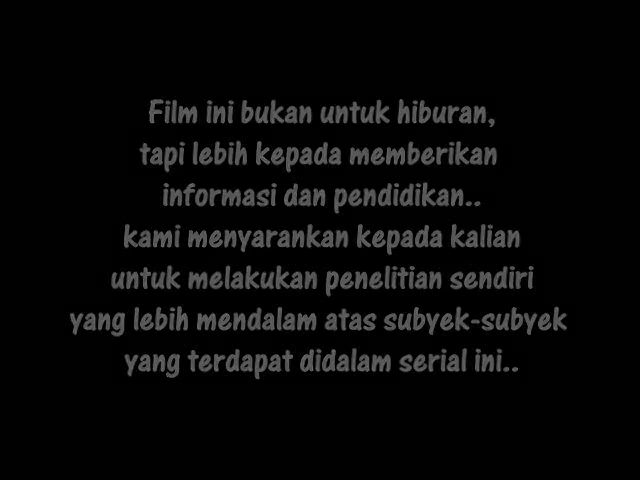 Film ini bukan untuk hiburan,
tapi lebih kepada memberikan
informasi dan pendidikan..
kami menyarankan kepada kalian
untuk melakukan penelitian sendiri
yang lebih mendalam atas subyek-subyek
yang terdapat didalam serial ini..